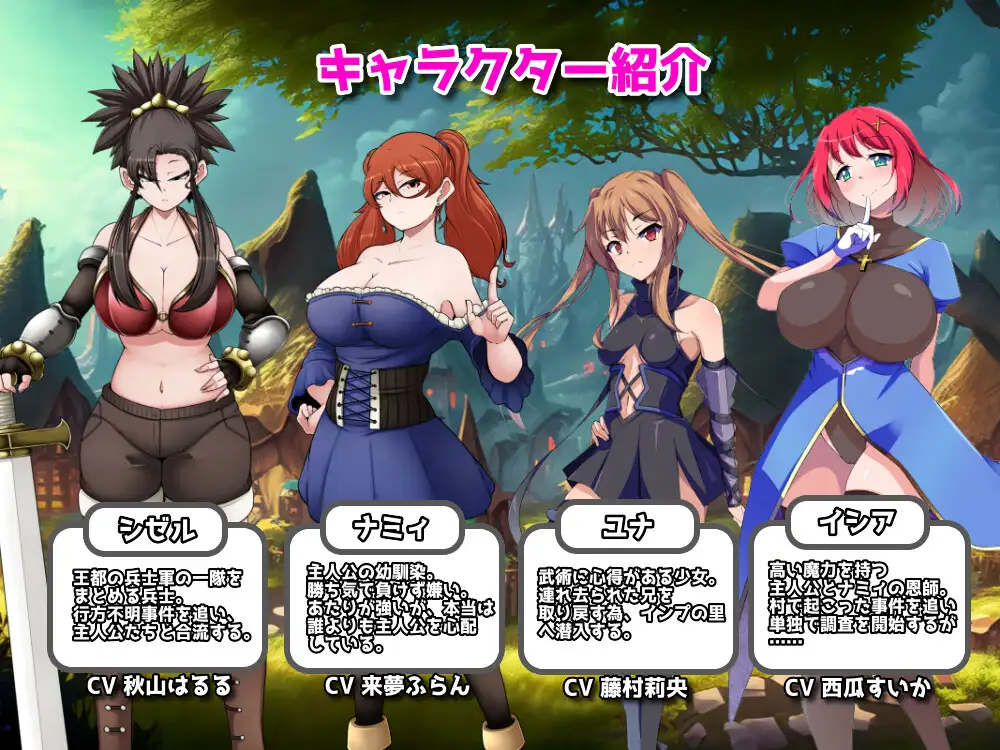 キャラクター紹介
シゼル
王都の兵士軍の一隊を
まとめる兵士。
行方不明事件を追い、
主人公たちと合流する。
CV 秋山はるる
ナミィ
主人公の幼馴染。
勝ち気で負けず嫌い。
あたりが強いが、本当は
誰よりも主人公を心配
している。
CV 来夢ふらん
ユナ
武術に心得がある少女。
連れ去られた兄を
取り戻す為、インプの里
へ潜入する。
CV 藤村莉央
イシア
高い魔力を持つ
主人公とナミィの恩師。
村で起こった事件を追い
単独で調査を開始するが
……
CV 西瓜すいか